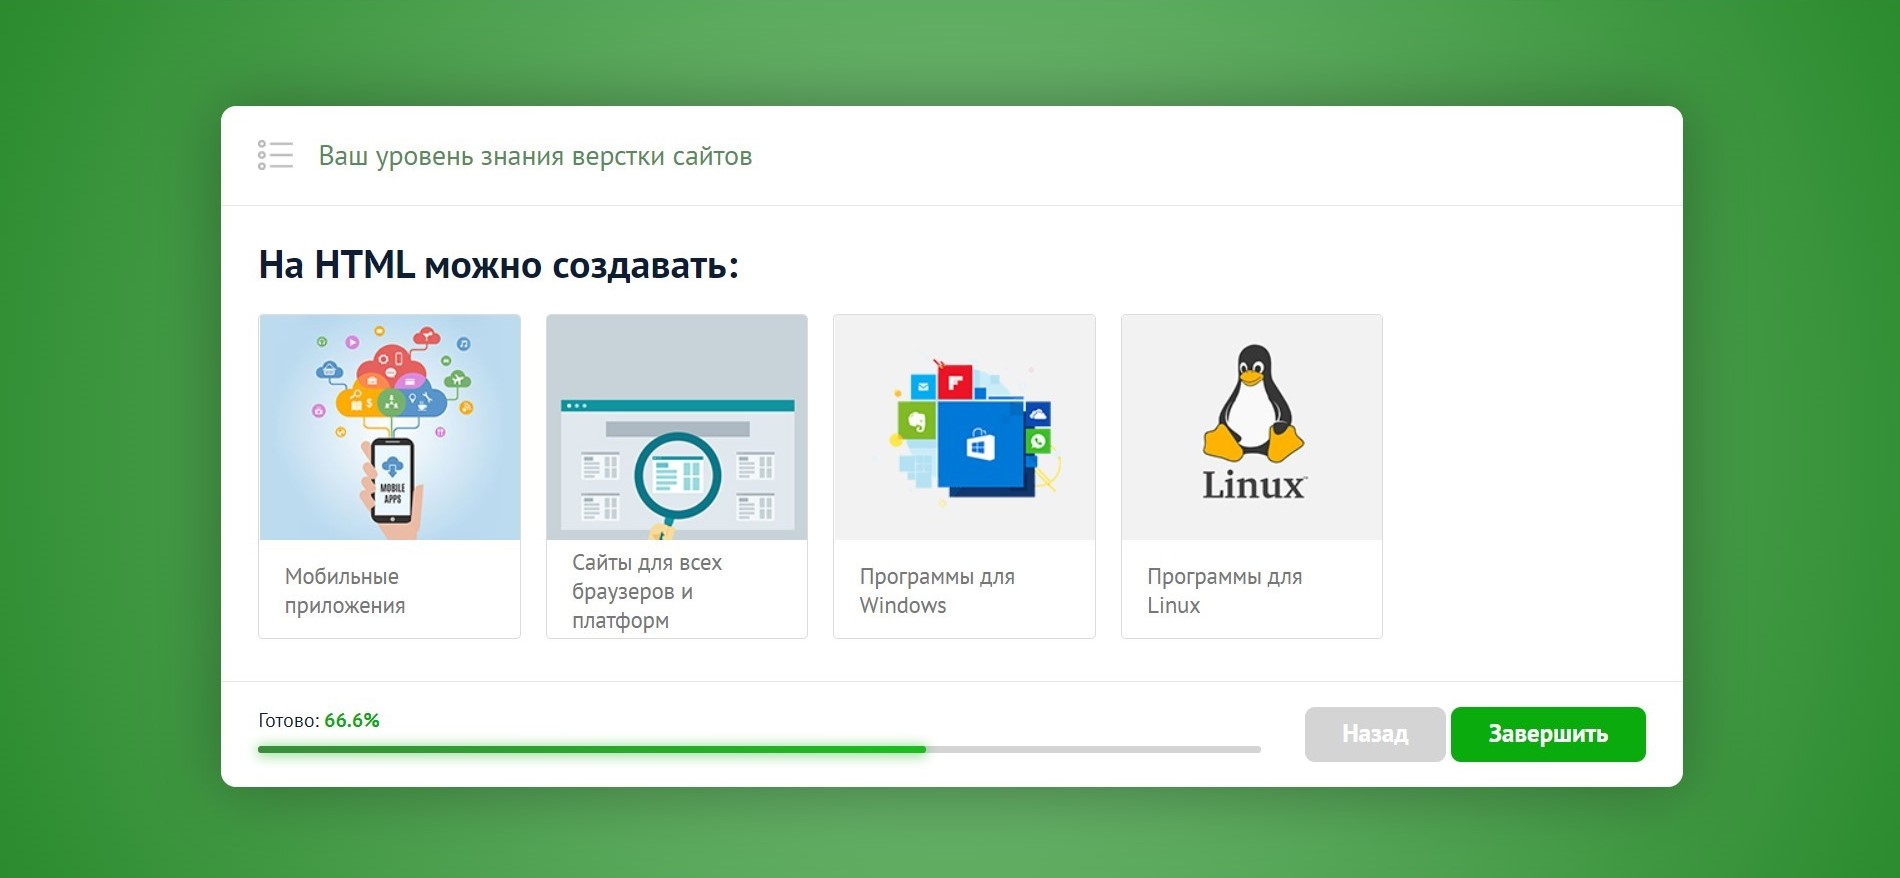 Ваш уровень знания верстки сайтов
На HTML можно создавать:
MOBILE
APPS
Linux™
Мобильные
приложения
Сайты для всех
браузеров и
платформ
Программы для
Windows
Программы для
Linux
Готово: 66.6%
Назад
Завершить